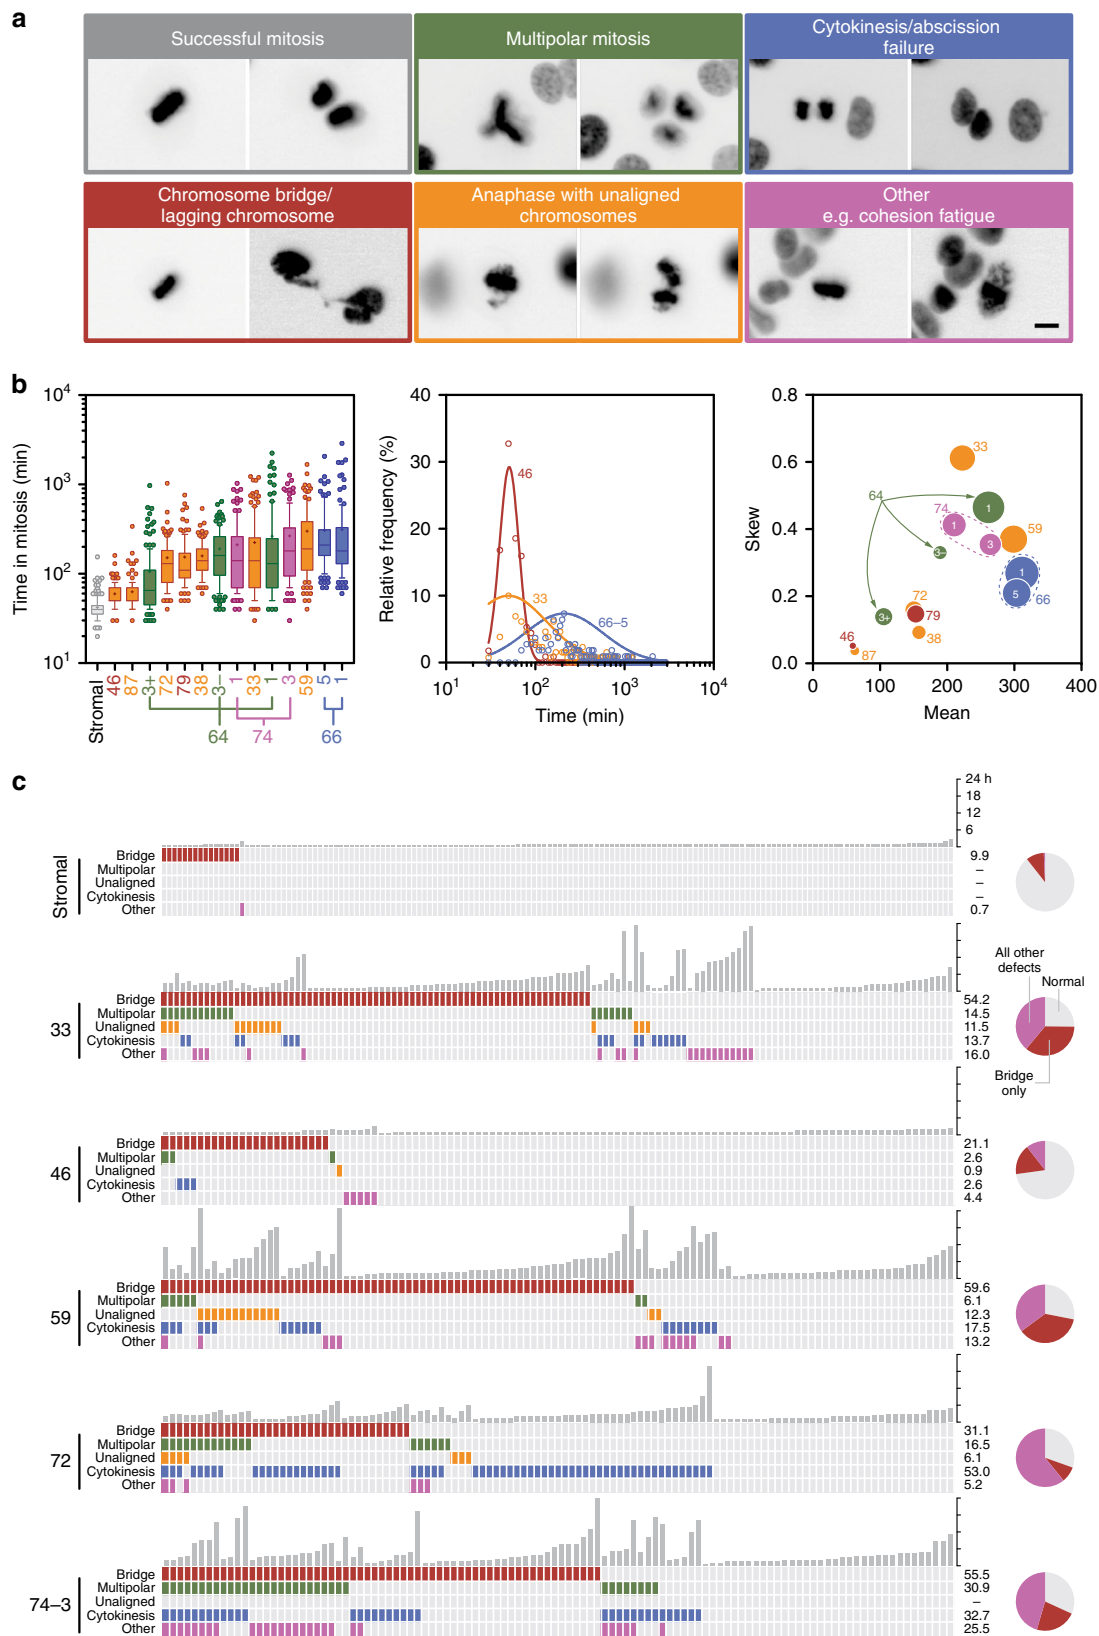 a
Successful mitosis
Multipolar mitosis
Cytokinesis/abscission
failure
Chromosome bridge/
lagging chromosome
Anaphase with unaligned
chromosomes
Other
e.g. cohesion fatigue
b
Time in mitosis (min)
10⁴
10³
10²
10¹
Stromal
46
87
3+
72
79
38
3–
1
33
1
3
59
5
1
64
74
66
Relative frequency (%)
40
30
20
10
0
46
33
66–5
10¹
10²
10³
10⁴
Time (min)
Skew
0.8
0.6
0.4
0.2
0.0
33
64
1
74
1
3
59
3–
1
5
66
72
3+
79
38
46
87
0
100
200
300
400
Mean
c
24 h
18
12
6
Stromal
Bridge
9.9
Multipolar
–
Unaligned
–
Cytokinesis
–
Other
0.7
All other
defects
Normal
Bridge
only
33
Bridge
54.2
Multipolar
14.5
Unaligned
11.5
Cytokinesis
13.7
Other
16.0
46
Bridge
21.1
Multipolar
2.6
Unaligned
0.9
Cytokinesis
2.6
Other
4.4
59
Bridge
59.6
Multipolar
6.1
Unaligned
12.3
Cytokinesis
17.5
Other
13.2
72
Bridge
31.1
Multipolar
16.5
Unaligned
6.1
Cytokinesis
53.0
Other
5.2
74–3
Bridge
55.5
Multipolar
30.9
Unaligned
–
Cytokinesis
32.7
Other
25.5